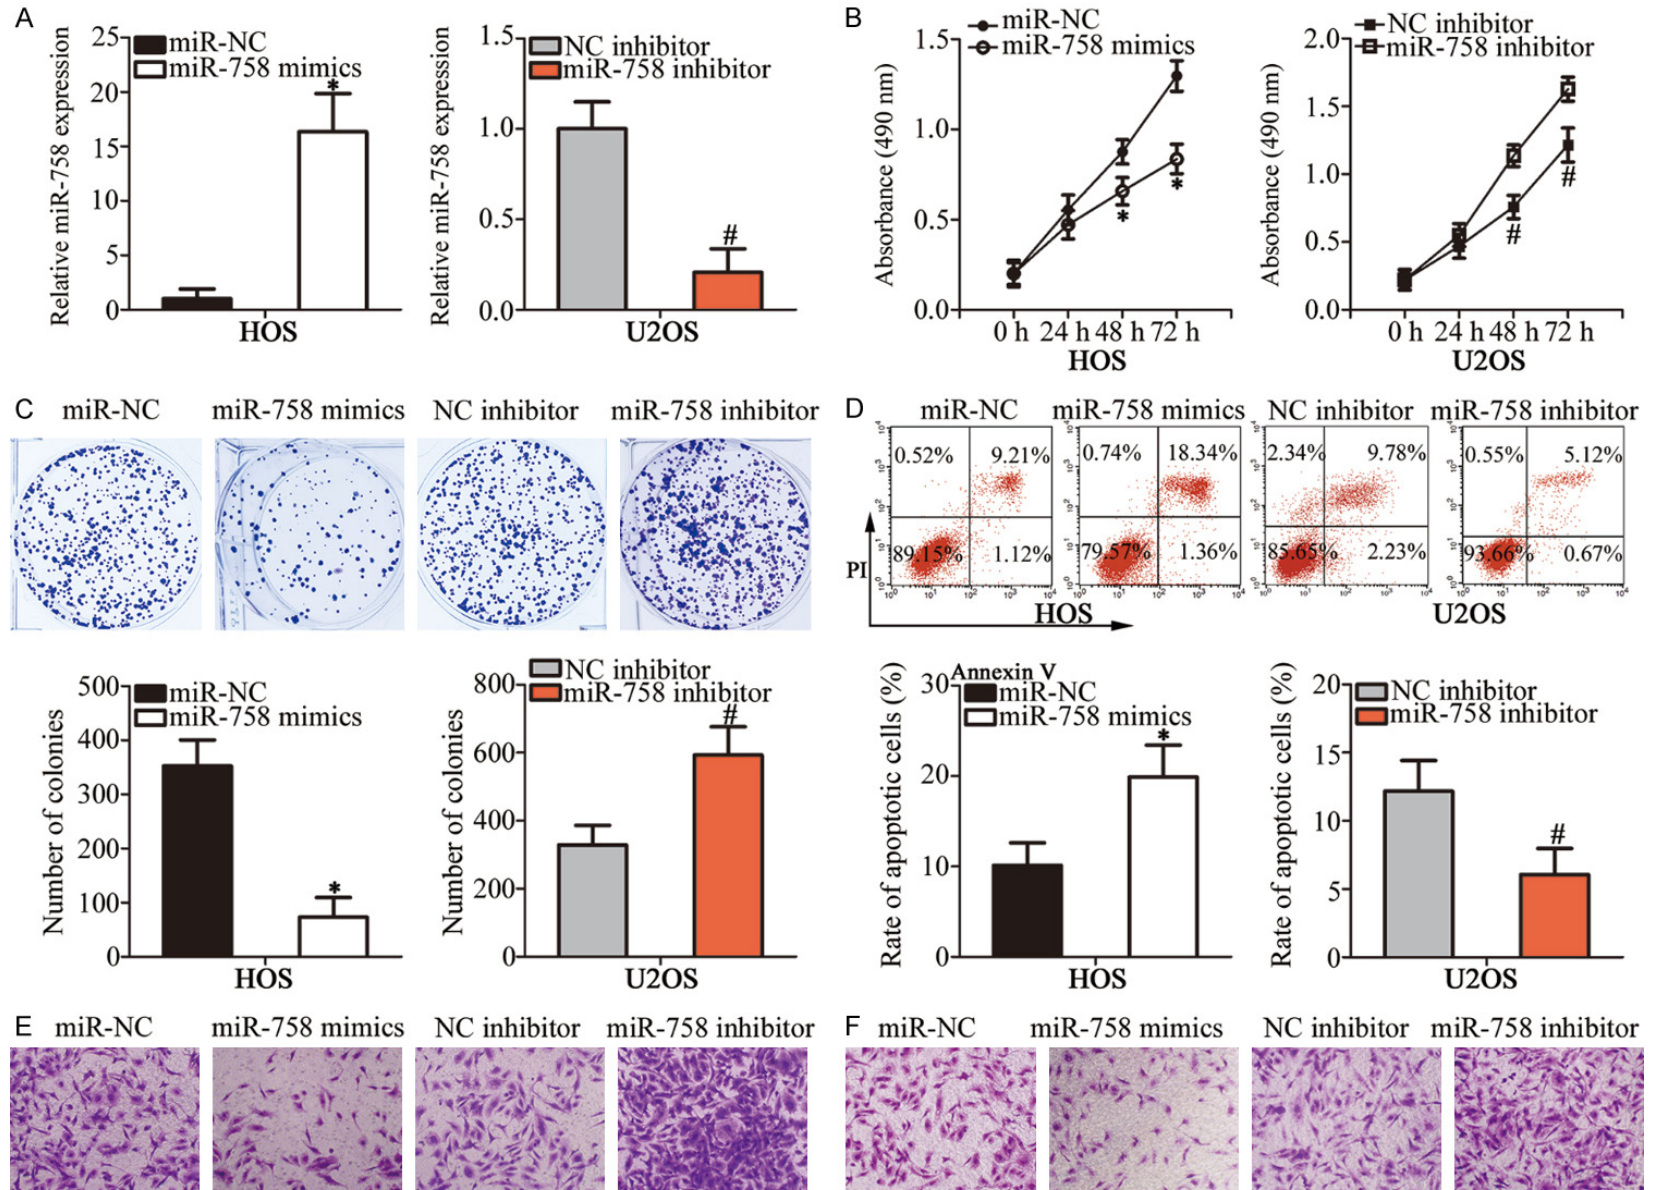 A
Relative miR-758 expression
25
20
15
10
5
0
miR-NC
miR-758 mimics
*
HOS
Relative miR-758 expression
1.5
1.0
0.5
0.0
NC inhibitor
miR-758 inhibitor
#
U2OS
B
Absorbance (490 nm)
1.5
1.0
0.5
0.0
miR-NC
miR-758 mimics
*
*
0 h 24 h 48 h 72 h
HOS
Absorbance (490 nm)
2.0
1.5
1.0
0.5
0.0
NC inhibitor
miR-758 inhibitor
#
#
0 h 24 h 48 h 72 h
U2OS
C
miR-NC miR-758 mimics NC inhibitor miR-758 inhibitor
Number of colonies
500
400
300
200
100
0
miR-NC
miR-758 mimics
*
HOS
Number of colonies
800
600
400
200
0
NC inhibitor
miR-758 inhibitor
#
U2OS
D
miR-NC miR-758 mimics NC inhibitor miR-758 inhibitor
0.52% 9.21% 0.74% 18.34% 2.34% 9.78% 0.55% 5.12%
89.15% 1.12% 79.57% 1.36% 85.65% 2.23% 93.66% 0.67%
PI
HOS U2OS
Annexin V
Rate of apoptotic cells (%)
30
20
10
0
miR-NC
miR-758 mimics
*
HOS
Rate of apoptotic cells (%)
20
15
10
5
0
NC inhibitor
miR-758 inhibitor
#
U2OS
E
miR-NC miR-758 mimics NC inhibitor miR-758 inhibitor
F
miR-NC miR-758 mimics NC inhibitor miR-758 inhibitor